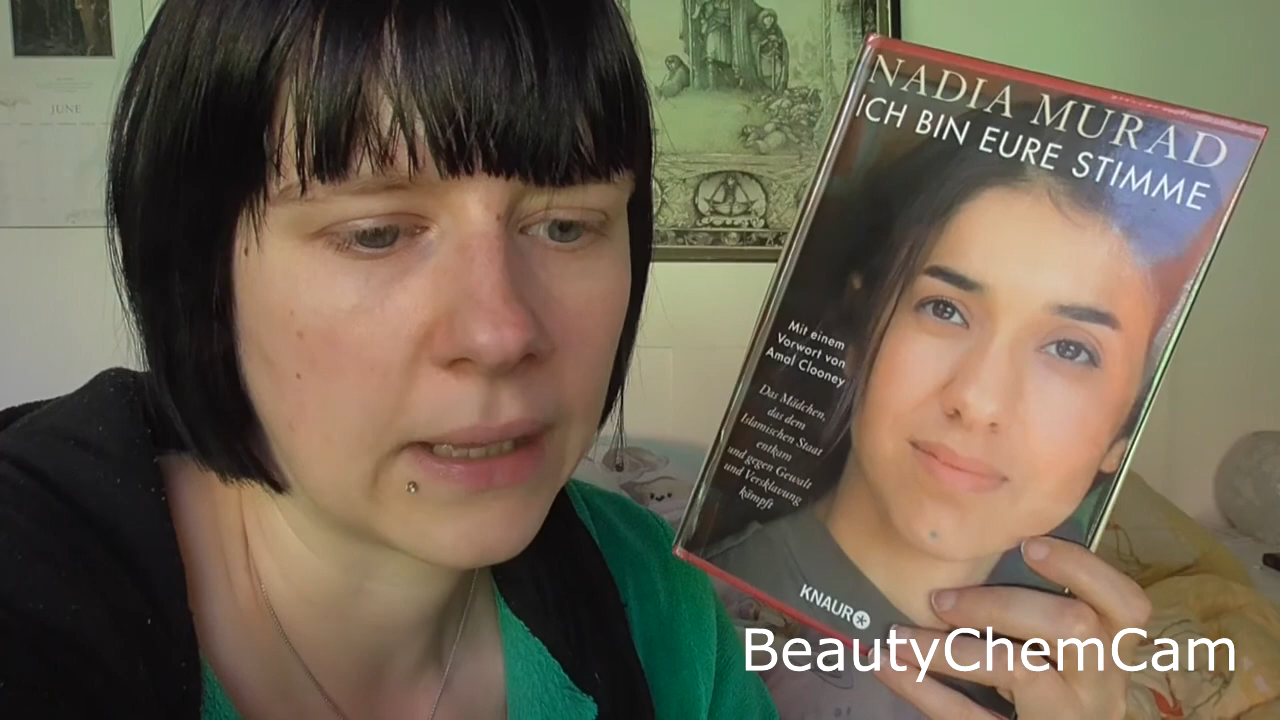 JUNE
NADIA MURAD
ICH BIN EURE STIMME
Mit einem
Vorwort von
Amal Clooney
Das Mädchen,
das dem
Islamischen Staat
entkam
und gegen Gewalt
und Versklavung
kämpft
KNAUR
BeautyChemCam